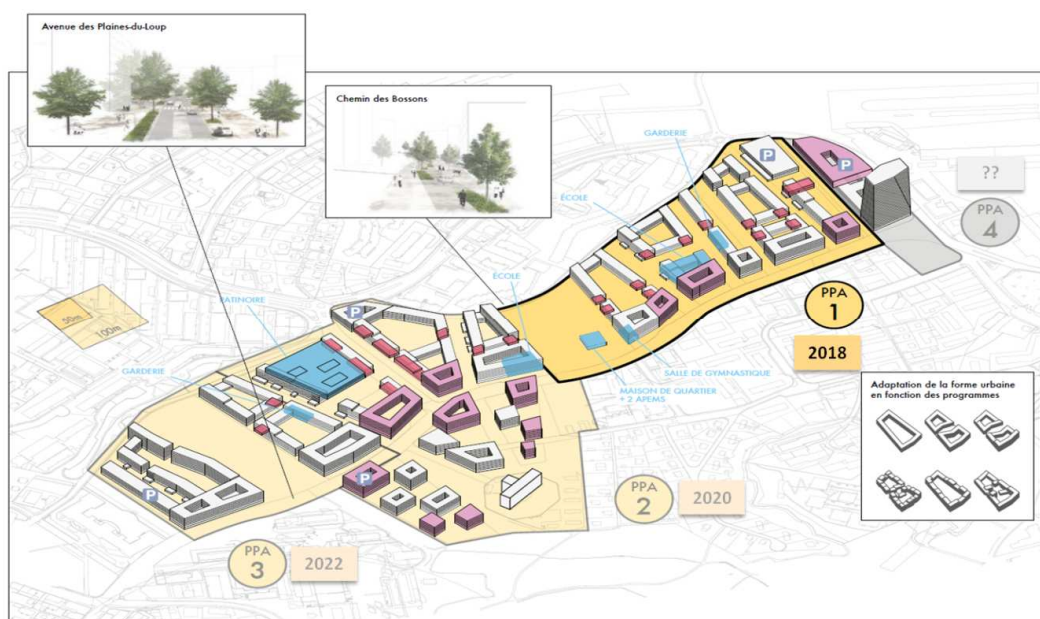 Avenue des Plaines-du-Loup
Chemin des Bossons
GARDERIE
P
P
??
ÉCOLE
PPA
4
ÉCOLE
PATINOIRE
50m
100m
P
PPA
1
2018
GARDERIE
SALLE DE GYMNASTIQUE
MAISON DE QUARTIER
+ 2 APEMS
Adaptation de la forme urbaine
en fonction des programmes
P
P
PPA
2
2020
PPA
3
2022